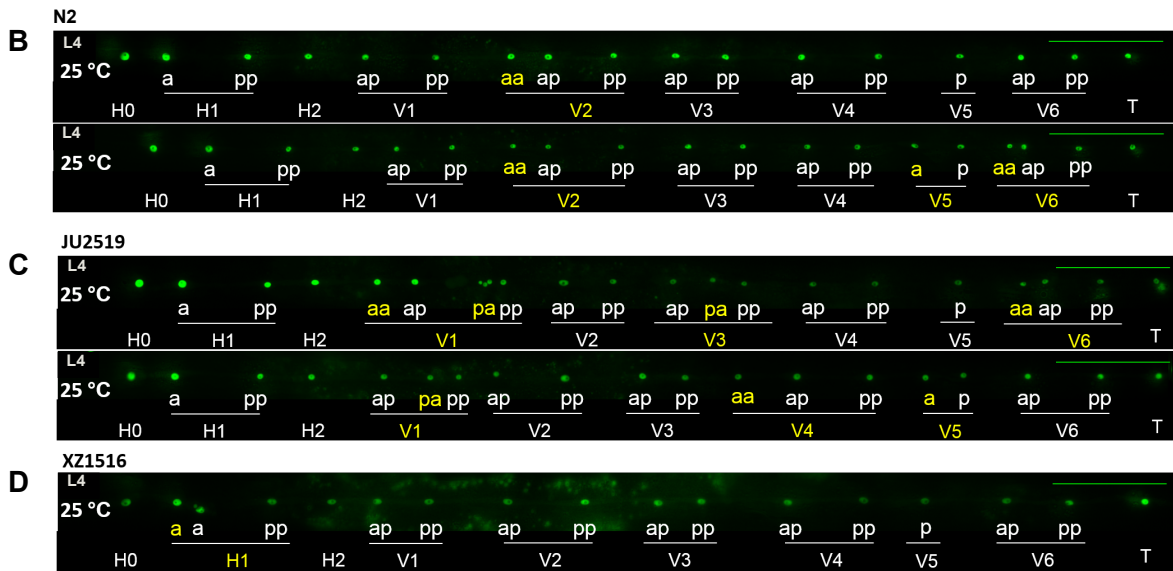 N2
B
L4
25 °C
a pp ap pp aa ap pp ap pp ap pp p ap pp
H0 H1 H2 V1 V2 V3 V4 V5 V6 T
L4
25 °C
a pp ap pp aa ap pp ap pp ap pp a p aa ap pp
H0 H1 H2 V1 V2 V3 V4 V5 V6 T
JU2519
C
L4
25 °C
a pp aa ap pa pp ap pp ap pa pp ap pp p aa ap pp
H0 H1 H2 V1 V2 V3 V4 V5 V6 T
L4
25 °C
a pp ap pa pp ap pp ap pp aa ap pp a p ap pp
H0 H1 H2 V1 V2 V3 V4 V5 V6 T
XZ1516
D
L4
25 °C
a a pp ap pp ap pp ap pp ap pp p ap pp
H0 H1 H2 V1 V2 V3 V4 V5 V6 T